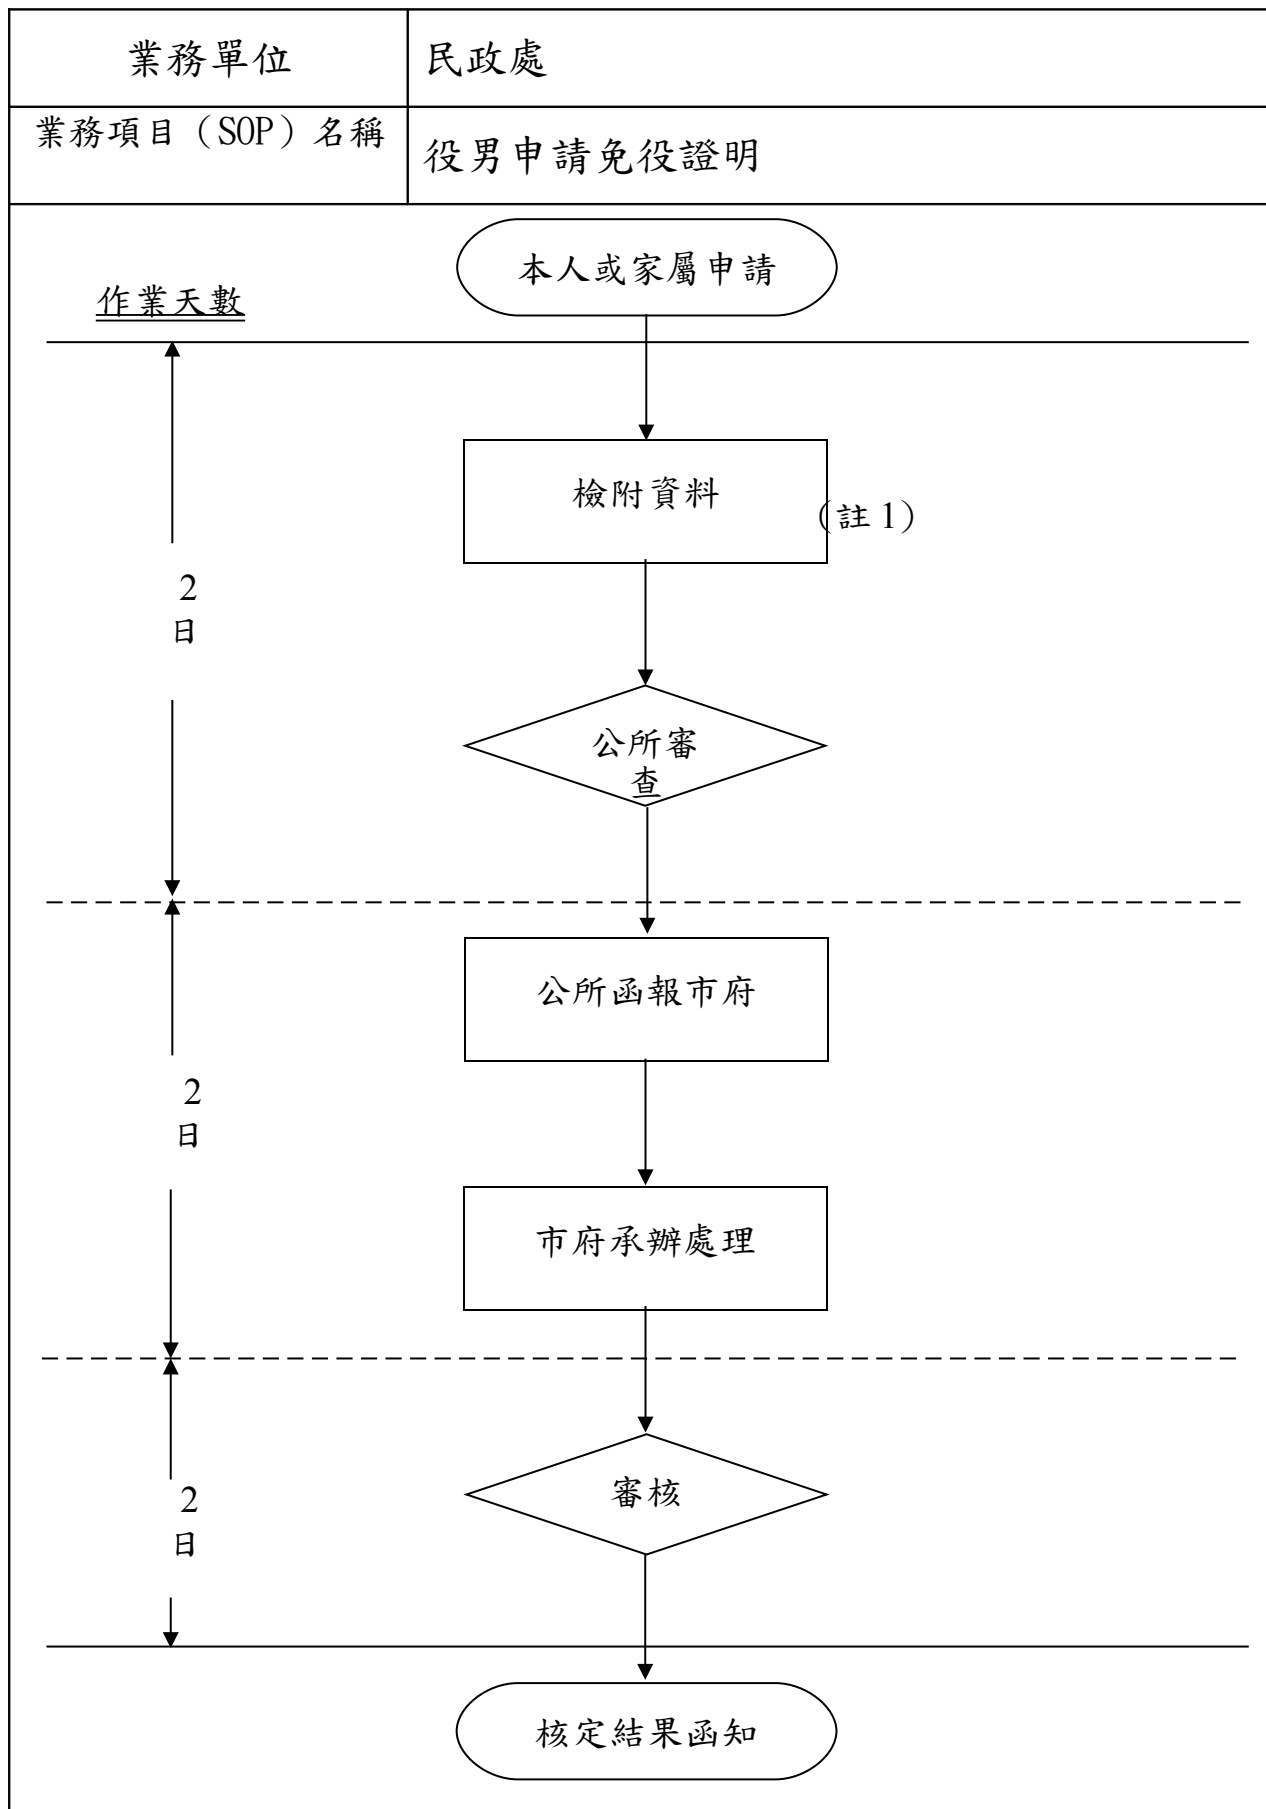 業務單位
民政處
業務項目（SOP）名稱
役男申請免役證明
本人或家屬申請
作業天數
檢附資料
(註1)
2
日
公所審
查
公所函報市府
2
日
市府承辦處理
審核
2
日
核定結果函知